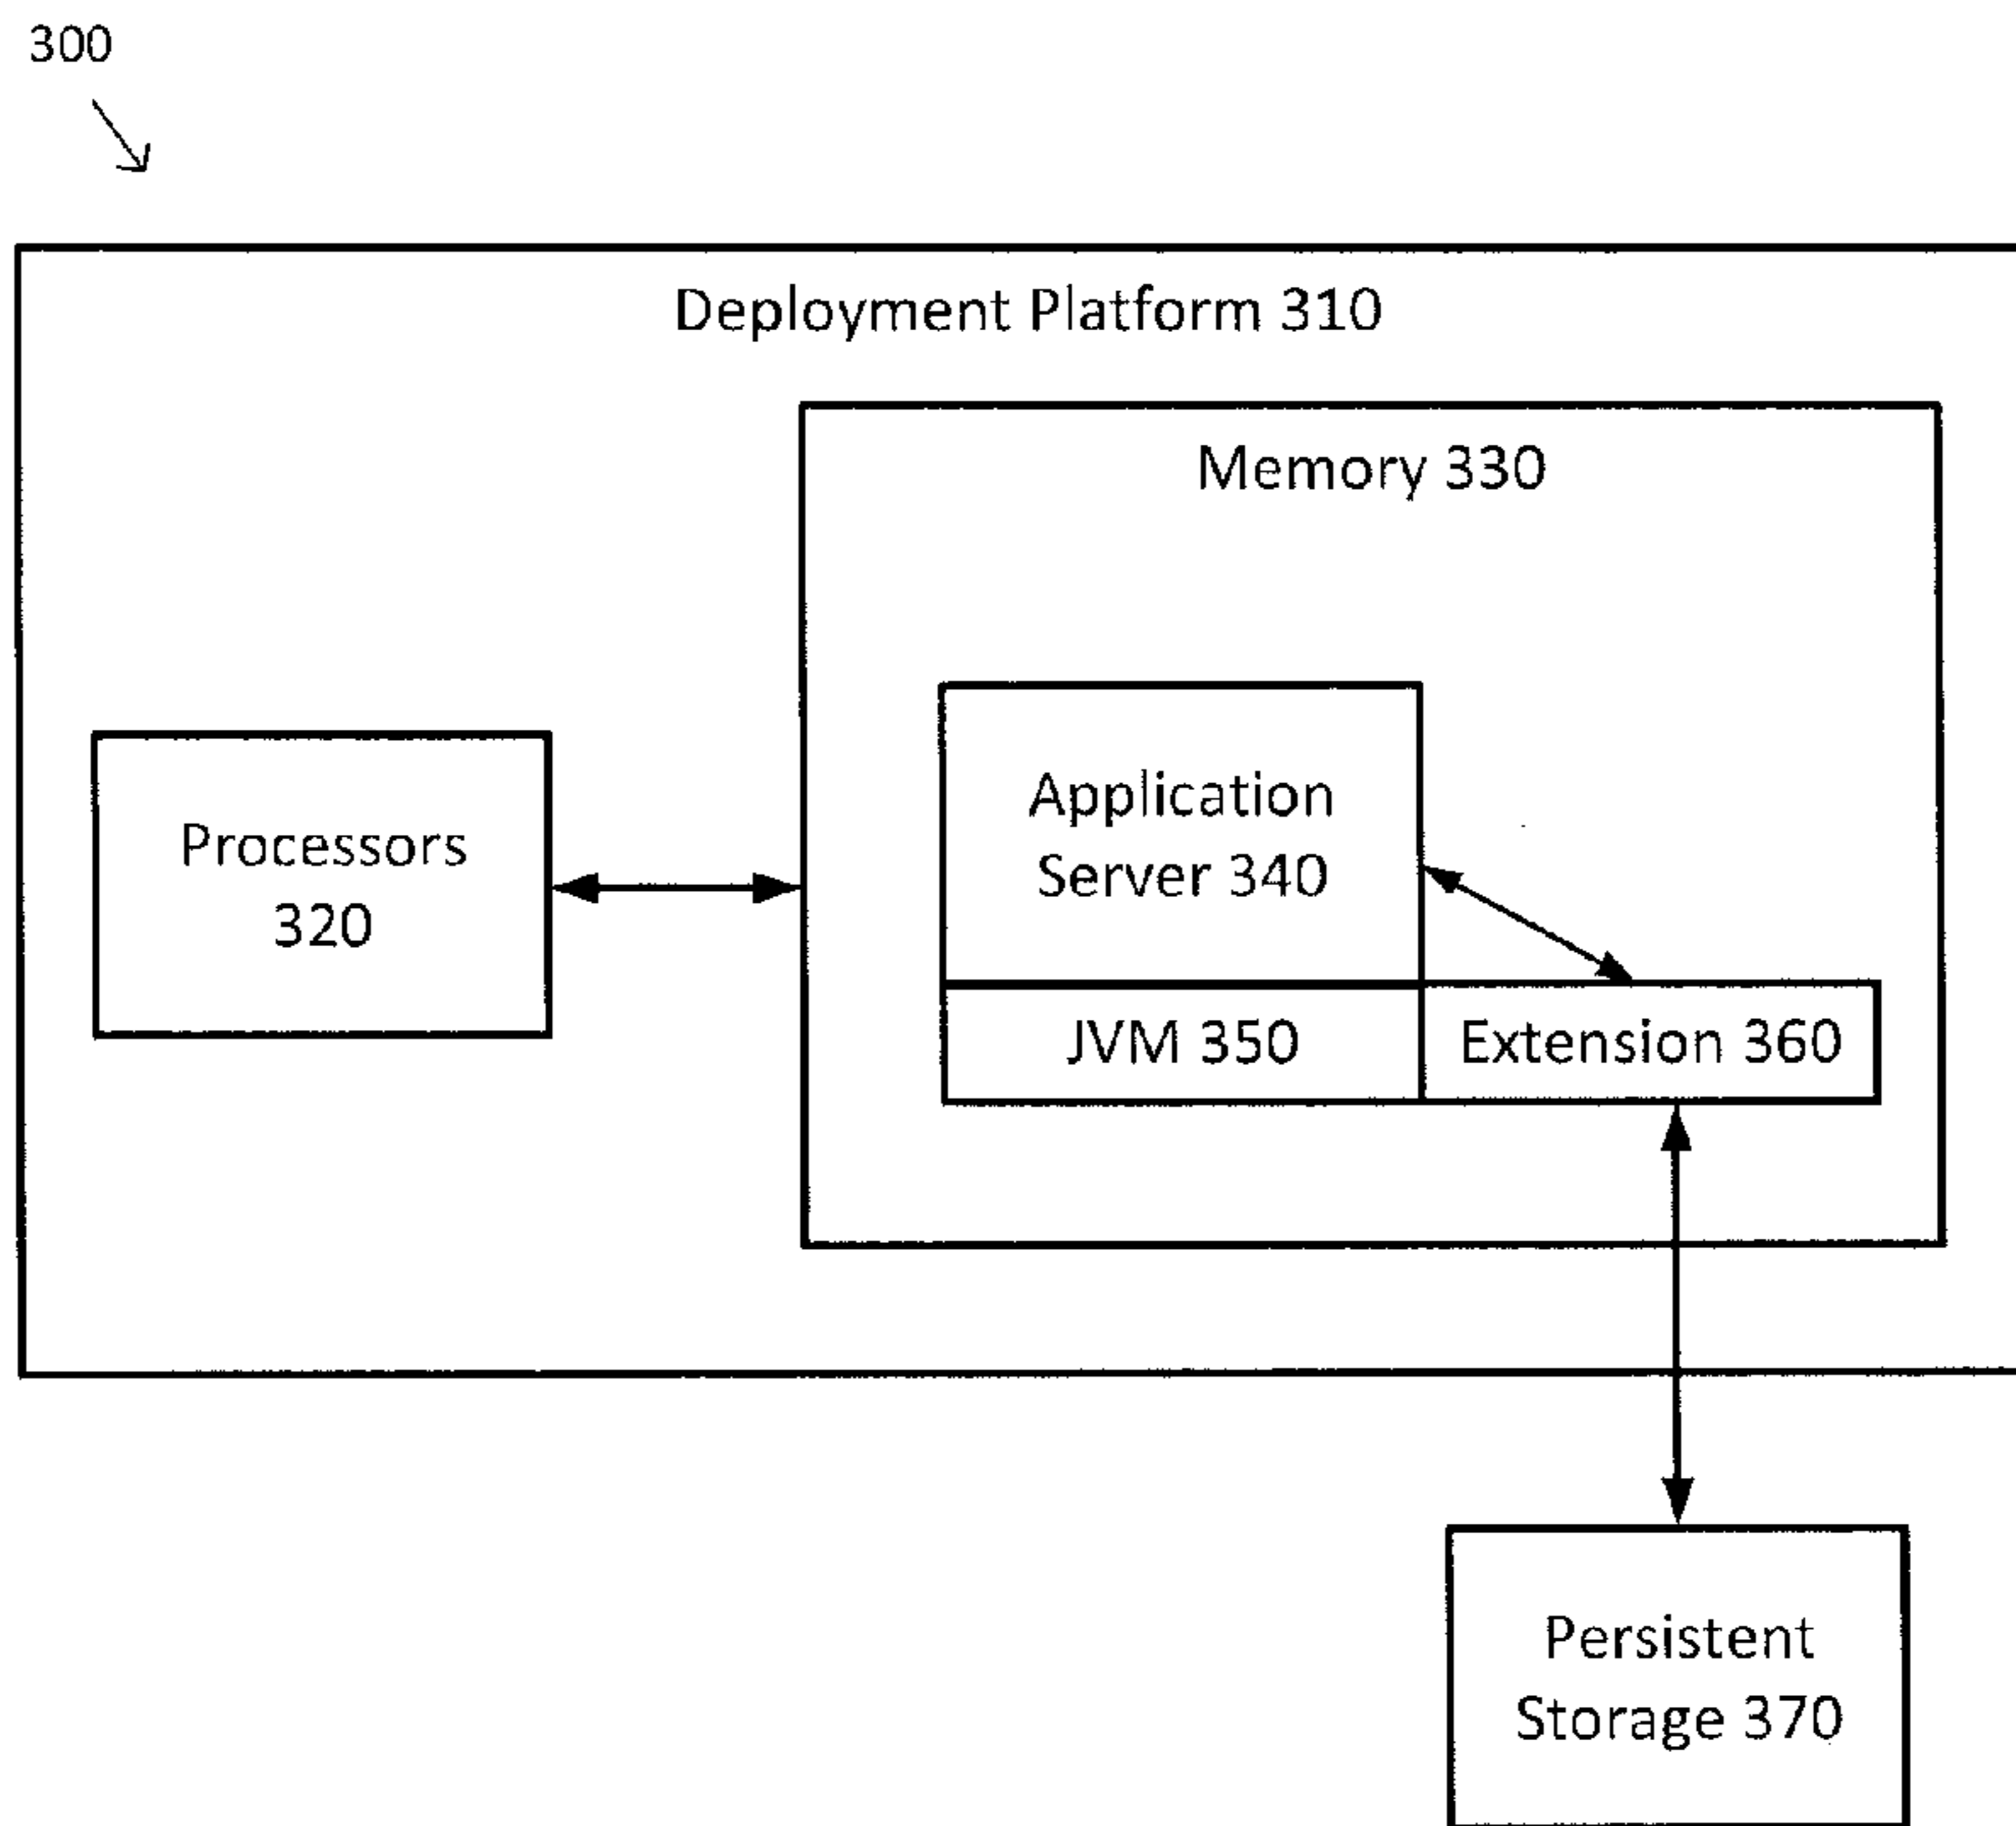 300
Deployment Platform 310
Memory 330
Application
Server 340
Processors
320
JVM 350
Extension 360
Persistent
Storage 370